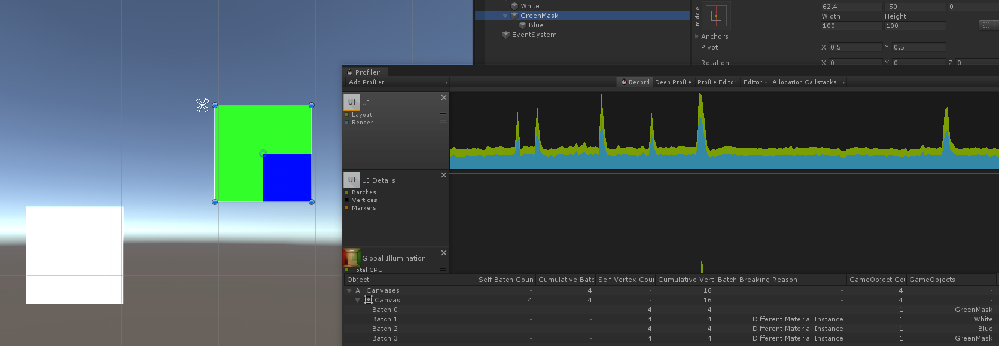 White
GreenMask
Blue
EventSystem
middle
62.4 -50 0
Width Height
100 100
Anchors
Pivot X 0.5 Y 0.5
Rotation X 0 Y 0 Z 0
Profiler
Add Profiler Record Deep Profile Profile Editor Editor Allocation Callstacks
UI UI
Layout
Render
UI UI Details
Batches
Vertices
Markers
Global Illumination
Total CPU
Object Self Batch Coun Cumulative Batc Self Vertex Cou Cumulative Vert Batch Breaking Reason GameObject Cou GameObjects
All Canvases - 4 - 16 - 4 -
Canvas 4 4 - 16 - 4 -
Batch 0 - - 4 4 - 1 GreenMask
Batch 1 - - 4 4 Different Material Instance 1 White
Batch 2 - - 4 4 Different Material Instance 1 Blue
Batch 3 - - 4 4 Different Material Instance 1 GreenMask